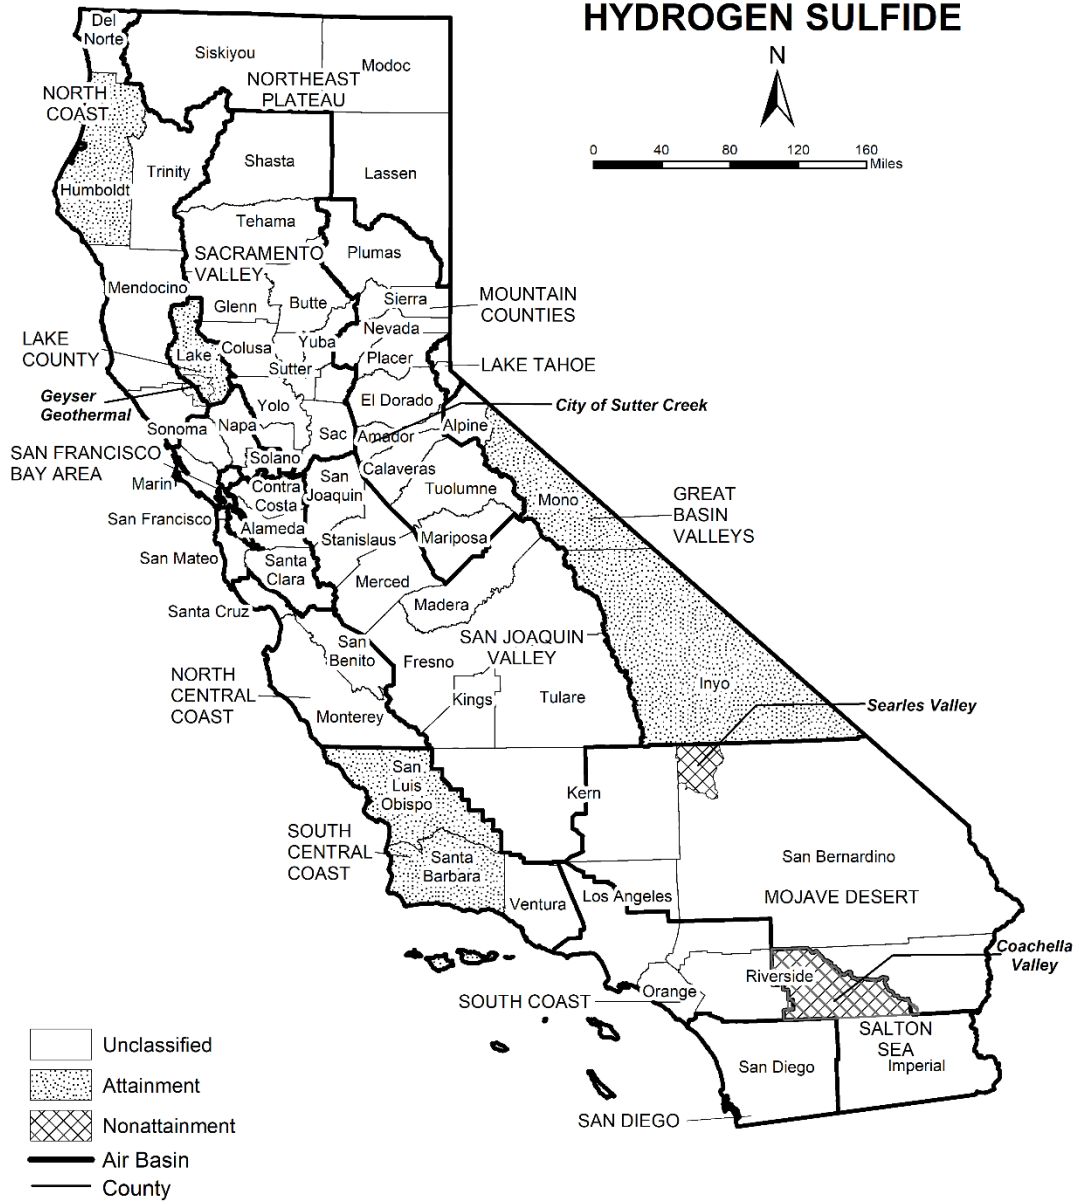 HYDROGEN SULFIDE
N
0 40 80 120 160
Miles
Del
Norte
Siskiyou
Modoc
NORTHEAST
PLATEAU
NORTH
COAST
Shasta
Trinity
Lassen
Humboldt
Tehama
SACRAMENTO
VALLEY
Plumas
Mendocino
Glenn
Butte
Sierra
MOUNTAIN
COUNTIES
Nevada
LAKE
COUNTY
Lake
Colusa
Yuba
Placer
LAKE TAHOE
Sutter
Geyser
Geothermal
Yolo
El Dorado
City of Sutter Creek
Sonoma
Napa
Sac
Amador
Alpine
SAN FRANCISCO
BAY AREA
Solano
Calaveras
Marin
Contra
Costa
San
Joaquin
Tuolumne
Mono
GREAT
BASIN
VALLEYS
San Francisco
Alameda
Stanislaus
Mariposa
San Mateo
Santa
Clara
Merced
Santa Cruz
Madera
San
Benito
SAN JOAQUIN
VALLEY
Fresno
NORTH
CENTRAL
COAST
Kings
Tulare
Inyo
Monterey
Searles Valley
San
Luis
Obispo
Kern
SOUTH
CENTRAL
COAST
Santa
Barbara
San Bernardino
Ventura
Los Angeles
MOJAVE DESERT
Coachella
Valley
Riverside
Orange
SOUTH COAST
SALTON
SEA
Imperial
San Diego
SAN DIEGO
Unclassified
Attainment
Nonattainment
Air Basin
County